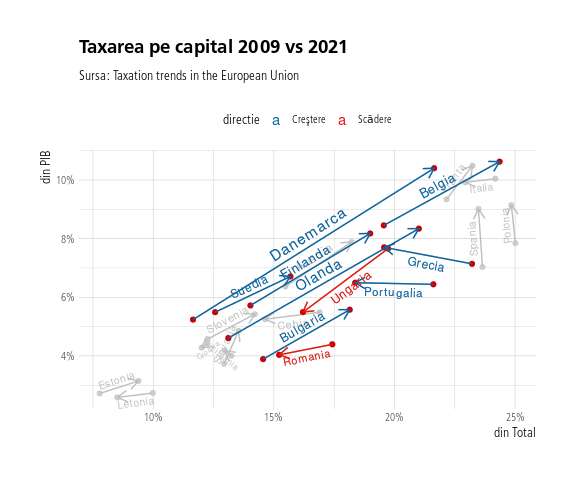 Taxarea pe capital 2009 vs 2021
Sursa: Taxation trends in the European Union
directie a Creștere a Scădere
din PIB
10%
8%
6%
4%
Danemarca
Belgia
Italia
Finlanda
Olanda
Suedia
Grecia
Spania
Polonia
Ungaria
Portugalia
Slovenia
Cehia
Bulgaria
Romania
Estonia
Letonia
10% 15% 20% 25%
din Total